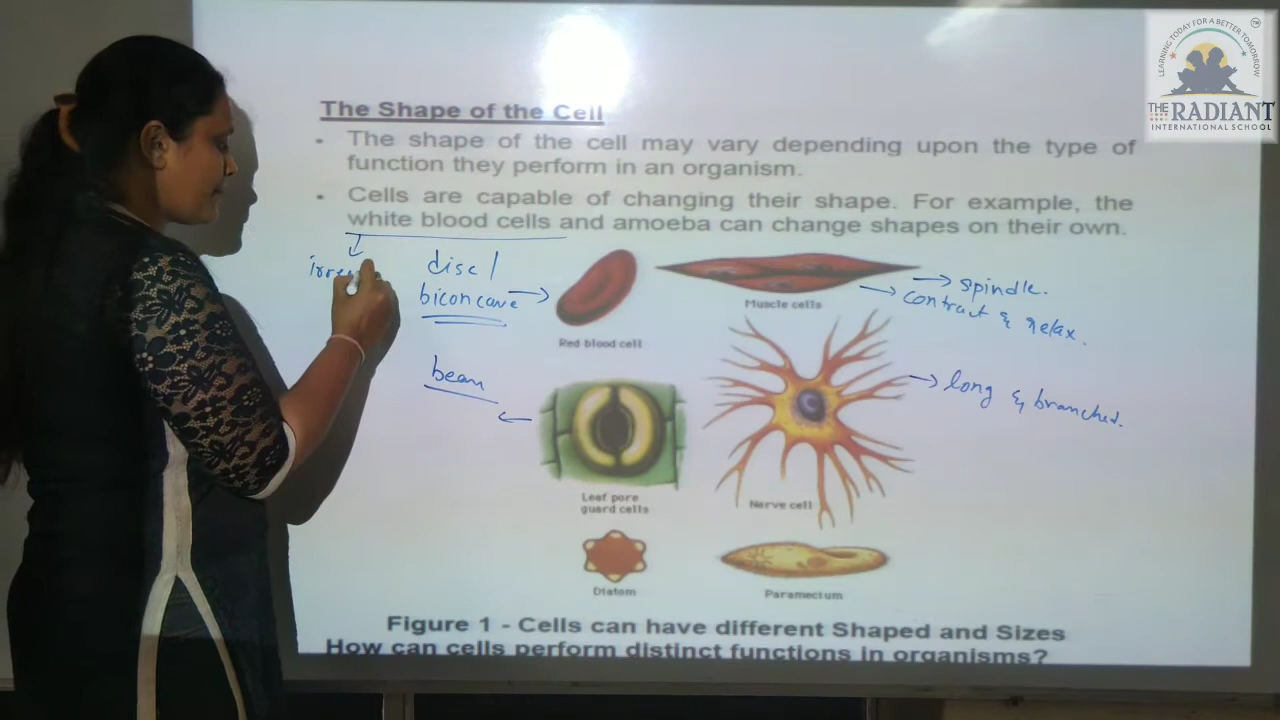 LEARNING TODAY FOR A BETTER TOMORROW
TM
THE RADIANT
INTERNATIONAL SCHOOL
The Shape of the Cell
• The shape of the cell may vary depending upon the type of
function they perform in an organism.
• Cells are capable of changing their shape. For example, the
white blood cells and amoeba can change shapes on their own.
disc/
biconcave
bean
spindle.
contract & relax.
long & branched.
Red blood cell
Muscle cells
Leaf pore
guard cells
Nerve cell
Diatom
Paramecium
Figure 1 - Cells can have different Shaped and Sizes
How can cells perform distinct functions in organisms?